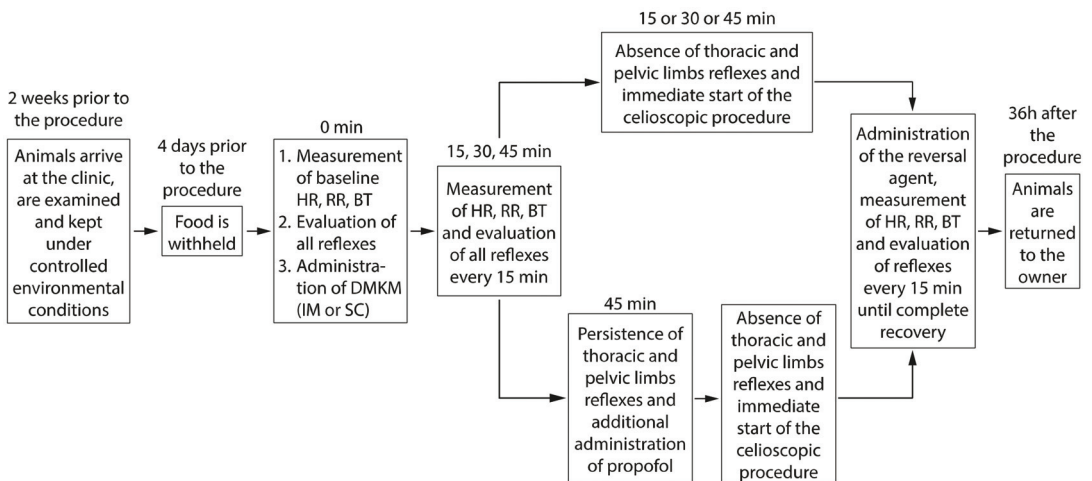 2 weeks prior to
the procedure
Animals arrive
at the clinic,
are examined
and kept
under
controlled
environmental
conditions
4 days prior
to the
procedure
Food is
withheld
0 min
1. Measurement
of baseline
HR, RR, BT
2. Evaluation of
all reflexes
3. Administra-
tion of DMKM
(IM or SC)
15, 30, 45 min
Measurement
of HR, RR, BT
and evaluation
of all reflexes
every 15 min
15 or 30 or 45 min
Absence of thoracic and
pelvic limbs reflexes and
immediate start of the
celioscopic procedure
45 min
Persistence of
thoracic and
pelvic limbs
reflexes and
additional
administration
of propofol
Absence of
thoracic and
pelvic limbs
reflexes and
immediate
start of the
celioscopic
procedure
Administration
of the reversal
agent,
measurement
of HR, RR, BT
and evaluation
of reflexes
every 15 min
until complete
recovery
36h after
the
procedure
Animals
are
returned
to the
owner